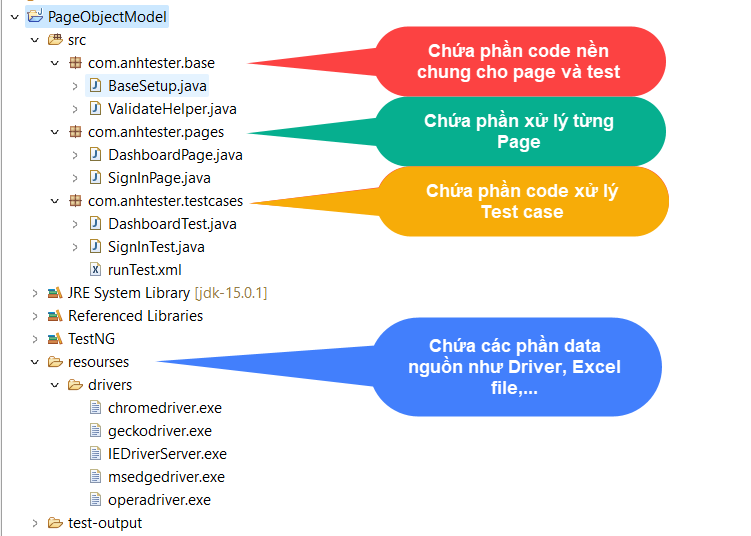 PageObjectModel
src
com.anhtester.base
BaseSetup.java
ValidateHelper.java
com.anhtester.pages
DashboardPage.java
SignInPage.java
com.anhtester.testcases
DashboardTest.java
SignInTest.java
runTest.xml
JRE System Library [jdk-15.0.1]
Referenced Libraries
TestNG
resourses
drivers
chromedriver.exe
geckodriver.exe
IEDriverServer.exe
msedgedriver.exe
operadriver.exe
test-output
Chứa phần code nền
chung cho page và test
Chứa phần xử lý từng
Page
Chứa phần code xử lý
Test case
Chứa các phần data
nguồn như Driver, Excel
file,...